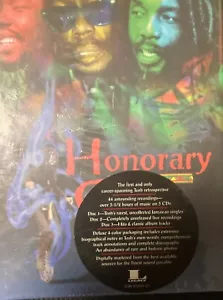 Honorary
The first and only
career-spanning Tosh retrospective
44 astounding recordings—
over 3-1/2 hours of music on 3 CDs.
Disc 1—Tosh's rarest, uncollected Jamaican singles
Disc 2—Completely unreleased live recordings
Disc 3—Hits & classic album tracks
Deluxe 4-color packaging includes extensive
biographical notes in Tosh's own words, comprehensive
track annotations and complete discography
An abundance of rare and historic photos
Digitally mastered from the best available
sources for the finest sound possible